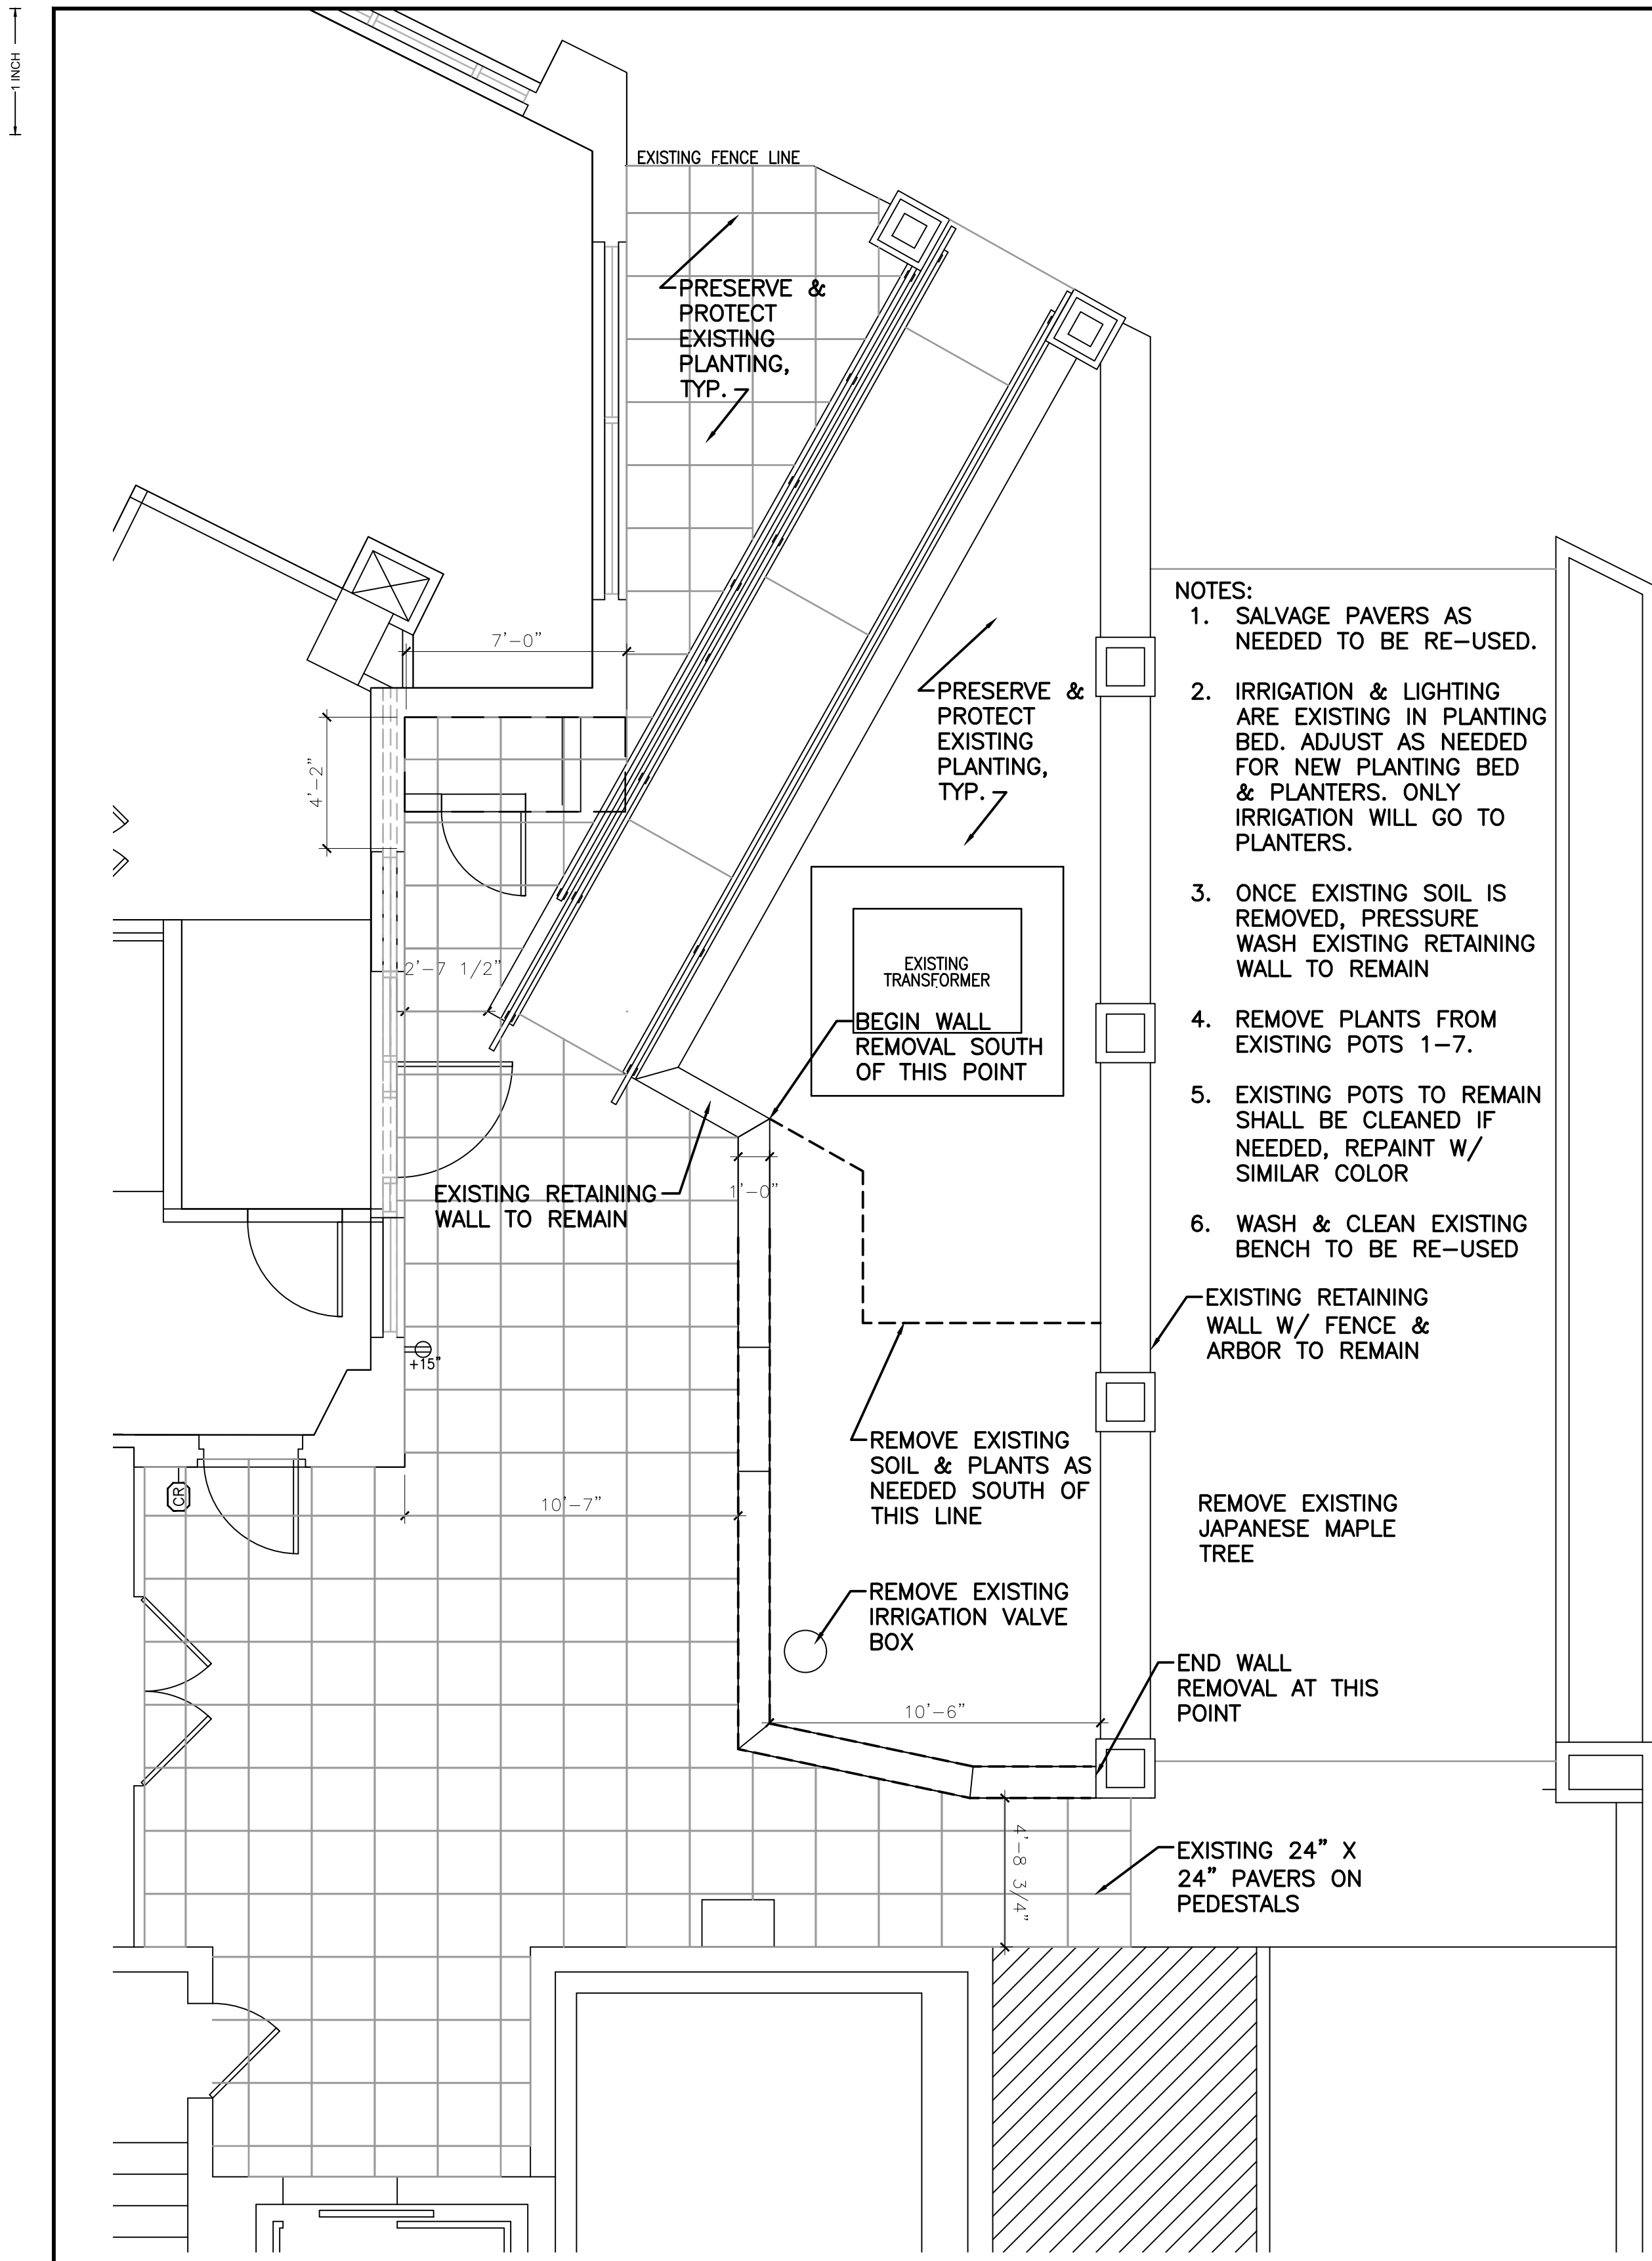 1 INCH
EXISTING FENCE LINE
PRESERVE &
PROTECT
EXISTING
PLANTING,
TYP.
7'-0"
4'-2"
2'-7 1/2"
PRESERVE &
PROTECT
EXISTING
PLANTING,
TYP.
EXISTING
TRANSFORMER
BEGIN WALL
REMOVAL SOUTH
OF THIS POINT
EXISTING RETAINING
WALL TO REMAIN
1'-0"
+15"
CR
10'-7"
REMOVE EXISTING
SOIL & PLANTS AS
NEEDED SOUTH OF
THIS LINE
REMOVE EXISTING
IRRIGATION VALVE
BOX
10'-6"
4'-8 3/4"
NOTES:
1. SALVAGE PAVERS AS
NEEDED TO BE RE-USED.
2. IRRIGATION & LIGHTING
ARE EXISTING IN PLANTING
BED. ADJUST AS NEEDED
FOR NEW PLANTING BED
& PLANTERS. ONLY
IRRIGATION WILL GO TO
PLANTERS.
3. ONCE EXISTING SOIL IS
REMOVED, PRESSURE
WASH EXISTING RETAINING
WALL TO REMAIN
4. REMOVE PLANTS FROM
EXISTING POTS 1-7.
5. EXISTING POTS TO REMAIN
SHALL BE CLEANED IF
NEEDED, REPAINT W/
SIMILAR COLOR
6. WASH & CLEAN EXISTING
BENCH TO BE RE-USED
EXISTING RETAINING
WALL W/ FENCE &
ARBOR TO REMAIN
REMOVE EXISTING
JAPANESE MAPLE
TREE
END WALL
REMOVAL AT THIS
POINT
EXISTING 24" X
24" PAVERS ON
PEDESTALS